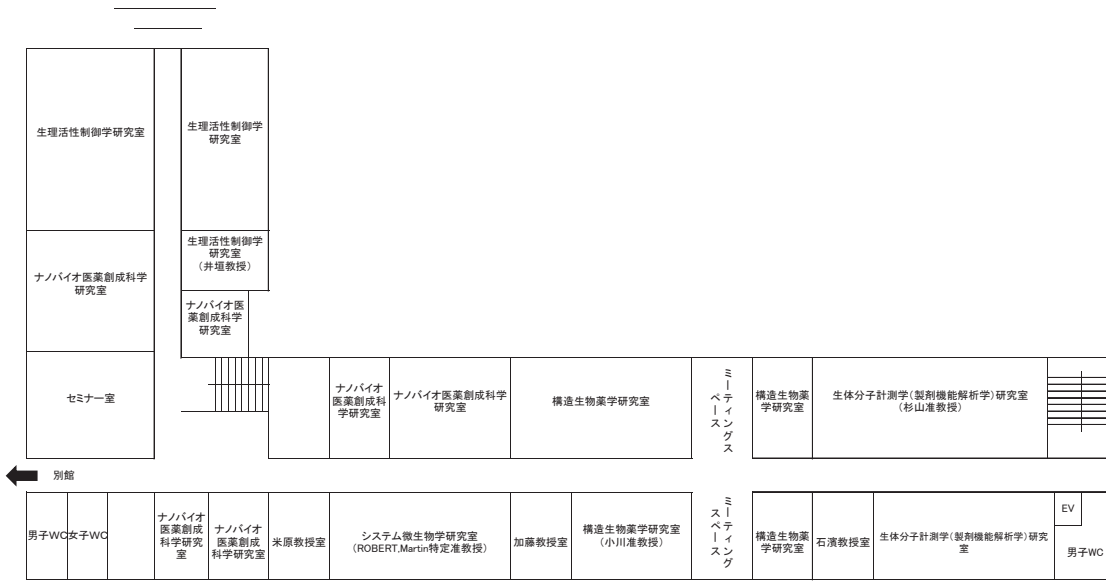 生理活性制御学研究室
生理活性制御学
研究室
生理活性制御学
研究室
（井垣教授）
ナノバイオ医薬創成科学
研究室
ナノバイオ医
薬創成科学
研究室
セミナー室
ナノバイオ
医薬創成科
学研究室
ナノバイオ医薬創成科学
研究室
構造生物薬学研究室
ミーティングス
ペース
構造生物薬
学研究室
生体分子計測学（製剤機能解析学）研究室
（杉山准教授）
別館
男子WC
女子WC
ナノバイオ
医薬創成
科学研究
室
ナノバイオ
医薬創成
科学研究室
米原教授室
システム微生物学研究室
（ROBERT,Martin特定准教授）
加藤教授室
構造生物薬学研究室
（小川准教授）
ミーティング
スペース
構造生物薬
学研究室
石濱教授室
生体分子計測学（製剤機能解析学）研究
室
EV
男子WC